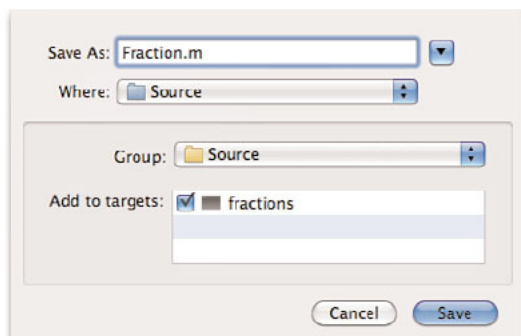 Save As: Fraction.m
Where: Source
Group: Source
Add to targets: fractions
Cancel Save